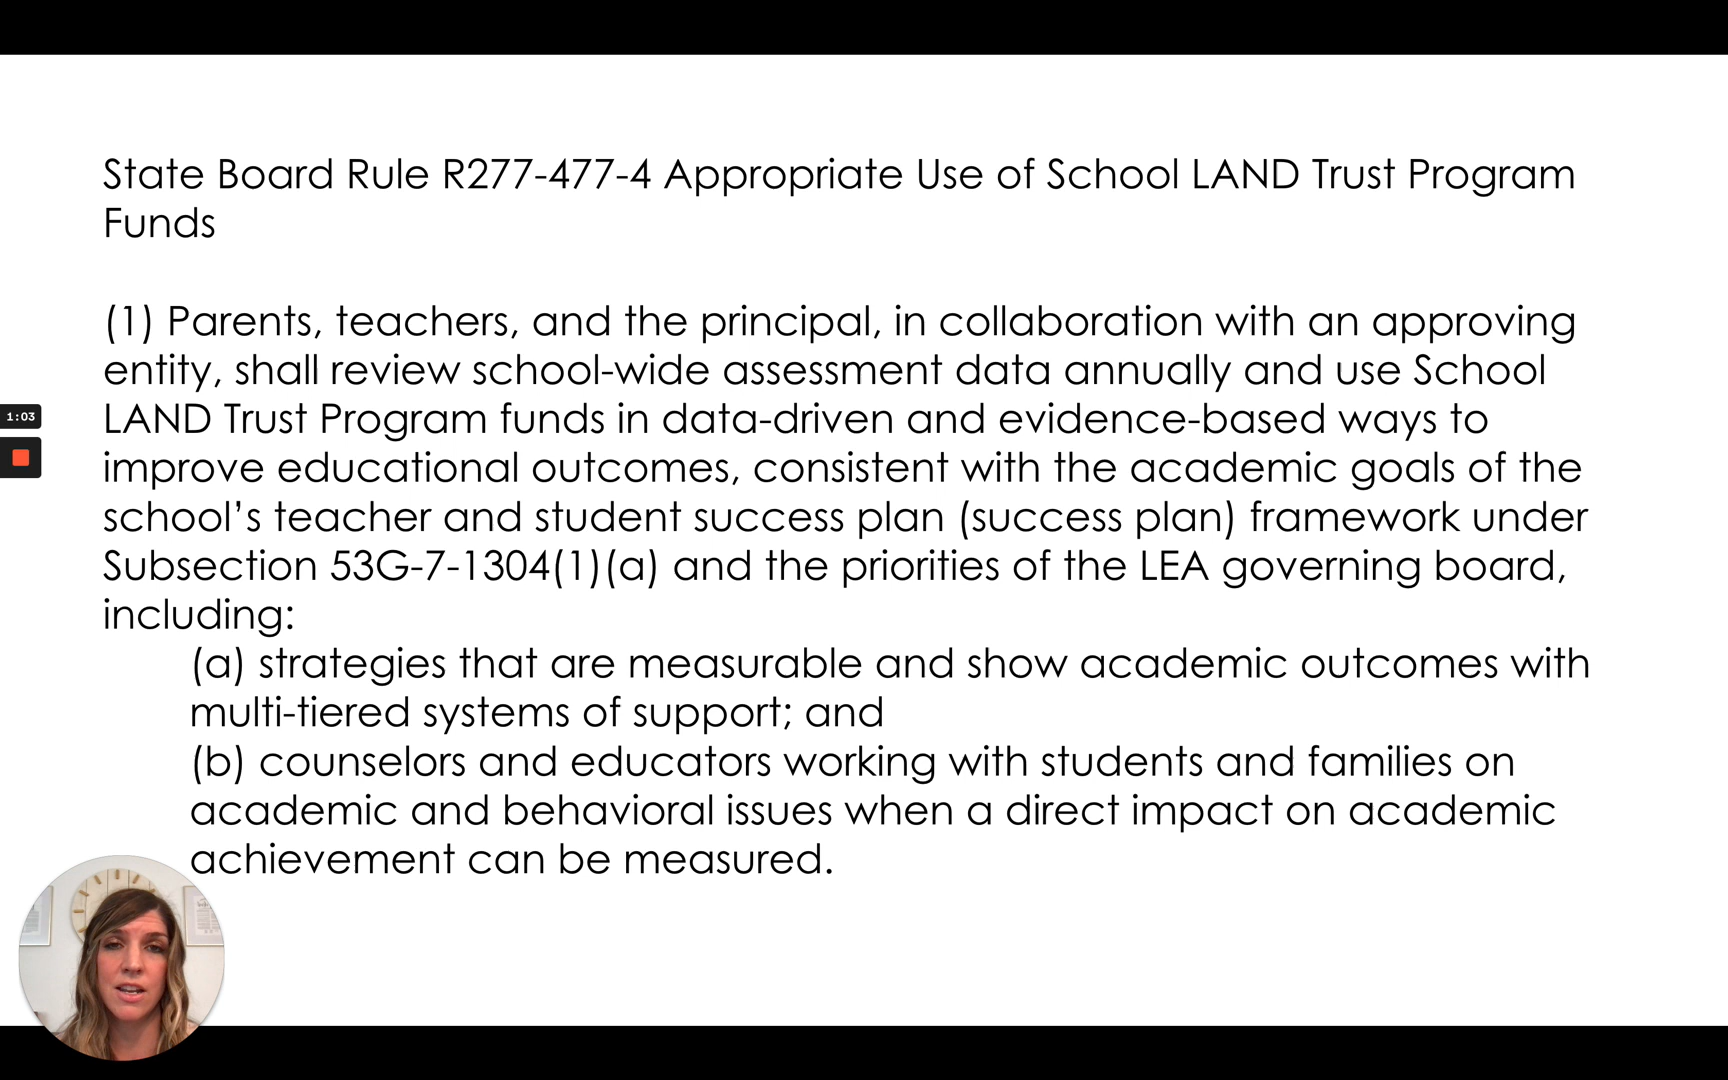 State Board Rule R277-477-4 Appropriate Use of School LAND Trust Program
Funds
(1) Parents, teachers, and the principal, in collaboration with an approving
entity, shall review school-wide assessment data annually and use School
LAND Trust Program funds in data-driven and evidence-based ways to
improve educational outcomes, consistent with the academic goals of the
school’s teacher and student success plan (success plan) framework under
Subsection 53G-7-1304(1)(a) and the priorities of the LEA governing board,
including:
(a) strategies that are measurable and show academic outcomes with
multi-tiered systems of support; and
(b) counselors and educators working with students and families on
academic and behavioral issues when a direct impact on academic
achievement can be measured.
1:03